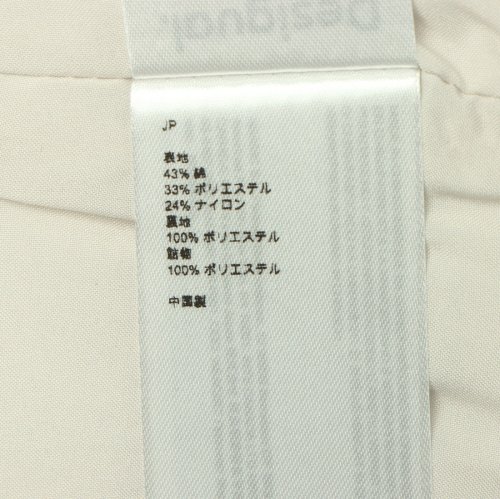 Desigual.
JP
表地
43% 綿
33% ポリエステル
24% ナイロン
裏地
100% ポリエステル
詰物
100% ポリエステル
中国製